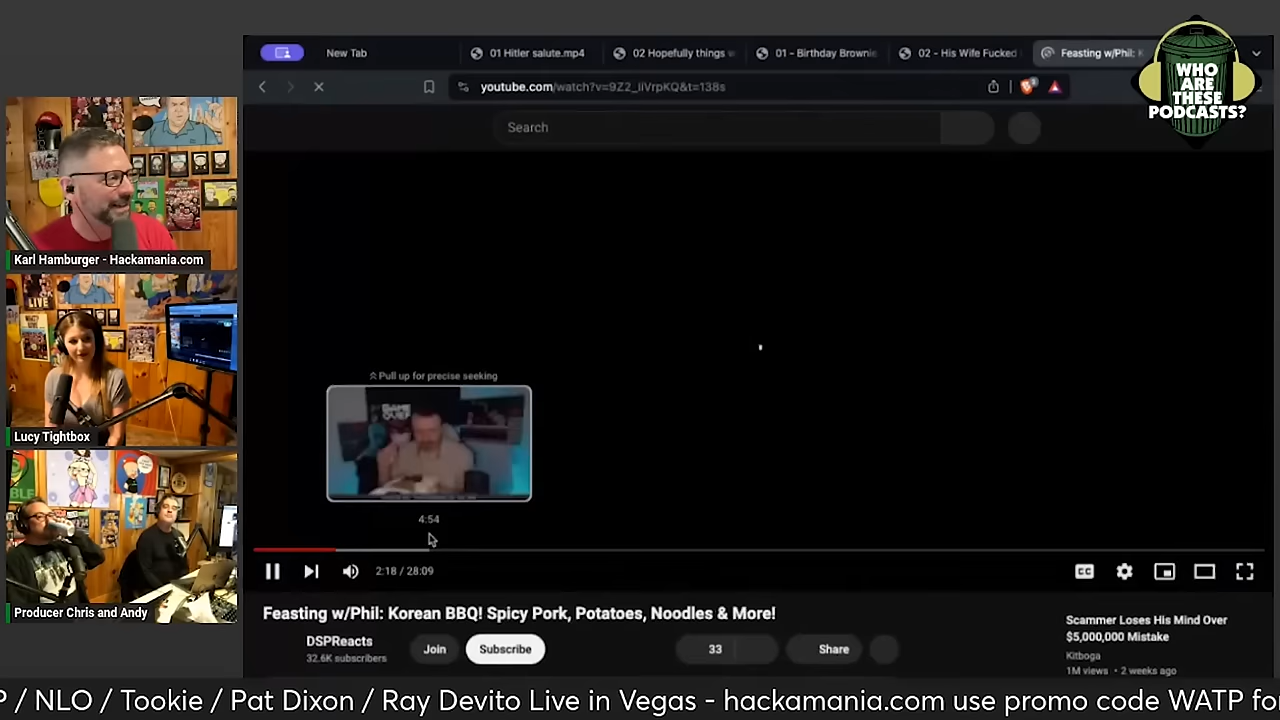 New Tab
01 Hitler salute.mp4
02 Hopefully things w
01 - Birthday Brownie
02 - His Wife Fucked
Feasting w/Phil: K
WHO
ARE
THESE
PODCASTS?
youtube.com/watch?v=9Z2_iiVrpKQ&t=138s
Search
Karl Hamburger - Hackamania.com
LIVE
Lucy Tightbox
Producer Chris and Andy
Pull up for precise seeking
4:54
2:18 / 28:09
CC
Feasting w/Phil: Korean BBQ! Spicy Pork, Potatoes, Noodles & More!
DSPReacts
32.6K subscribers
Join
Subscribe
33
Share
Scammer Loses His Mind Over
$5,000,000 Mistake
Kitboga
1M views • 2 weeks ago
P / NLO / Tookie / Pat Dixon / Ray Devito Live in Vegas - hackamania.com use promo code WATP fo